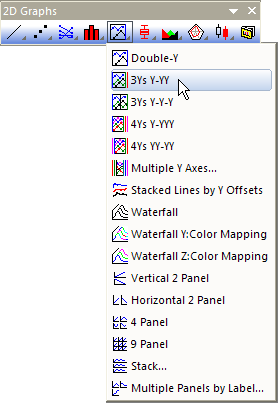 2D Graphs
Double-Y
3Ys Y-YY
3Ys Y-Y-Y
4Ys Y-YYY
4Ys YY-YY
Multiple Y Axes...
Stacked Lines by Y Offsets
Waterfall
Waterfall Y:Color Mapping
Waterfall Z:Color Mapping
Vertical 2 Panel
Horizontal 2 Panel
4 Panel
9 Panel
Stack...
Multiple Panels by Label...